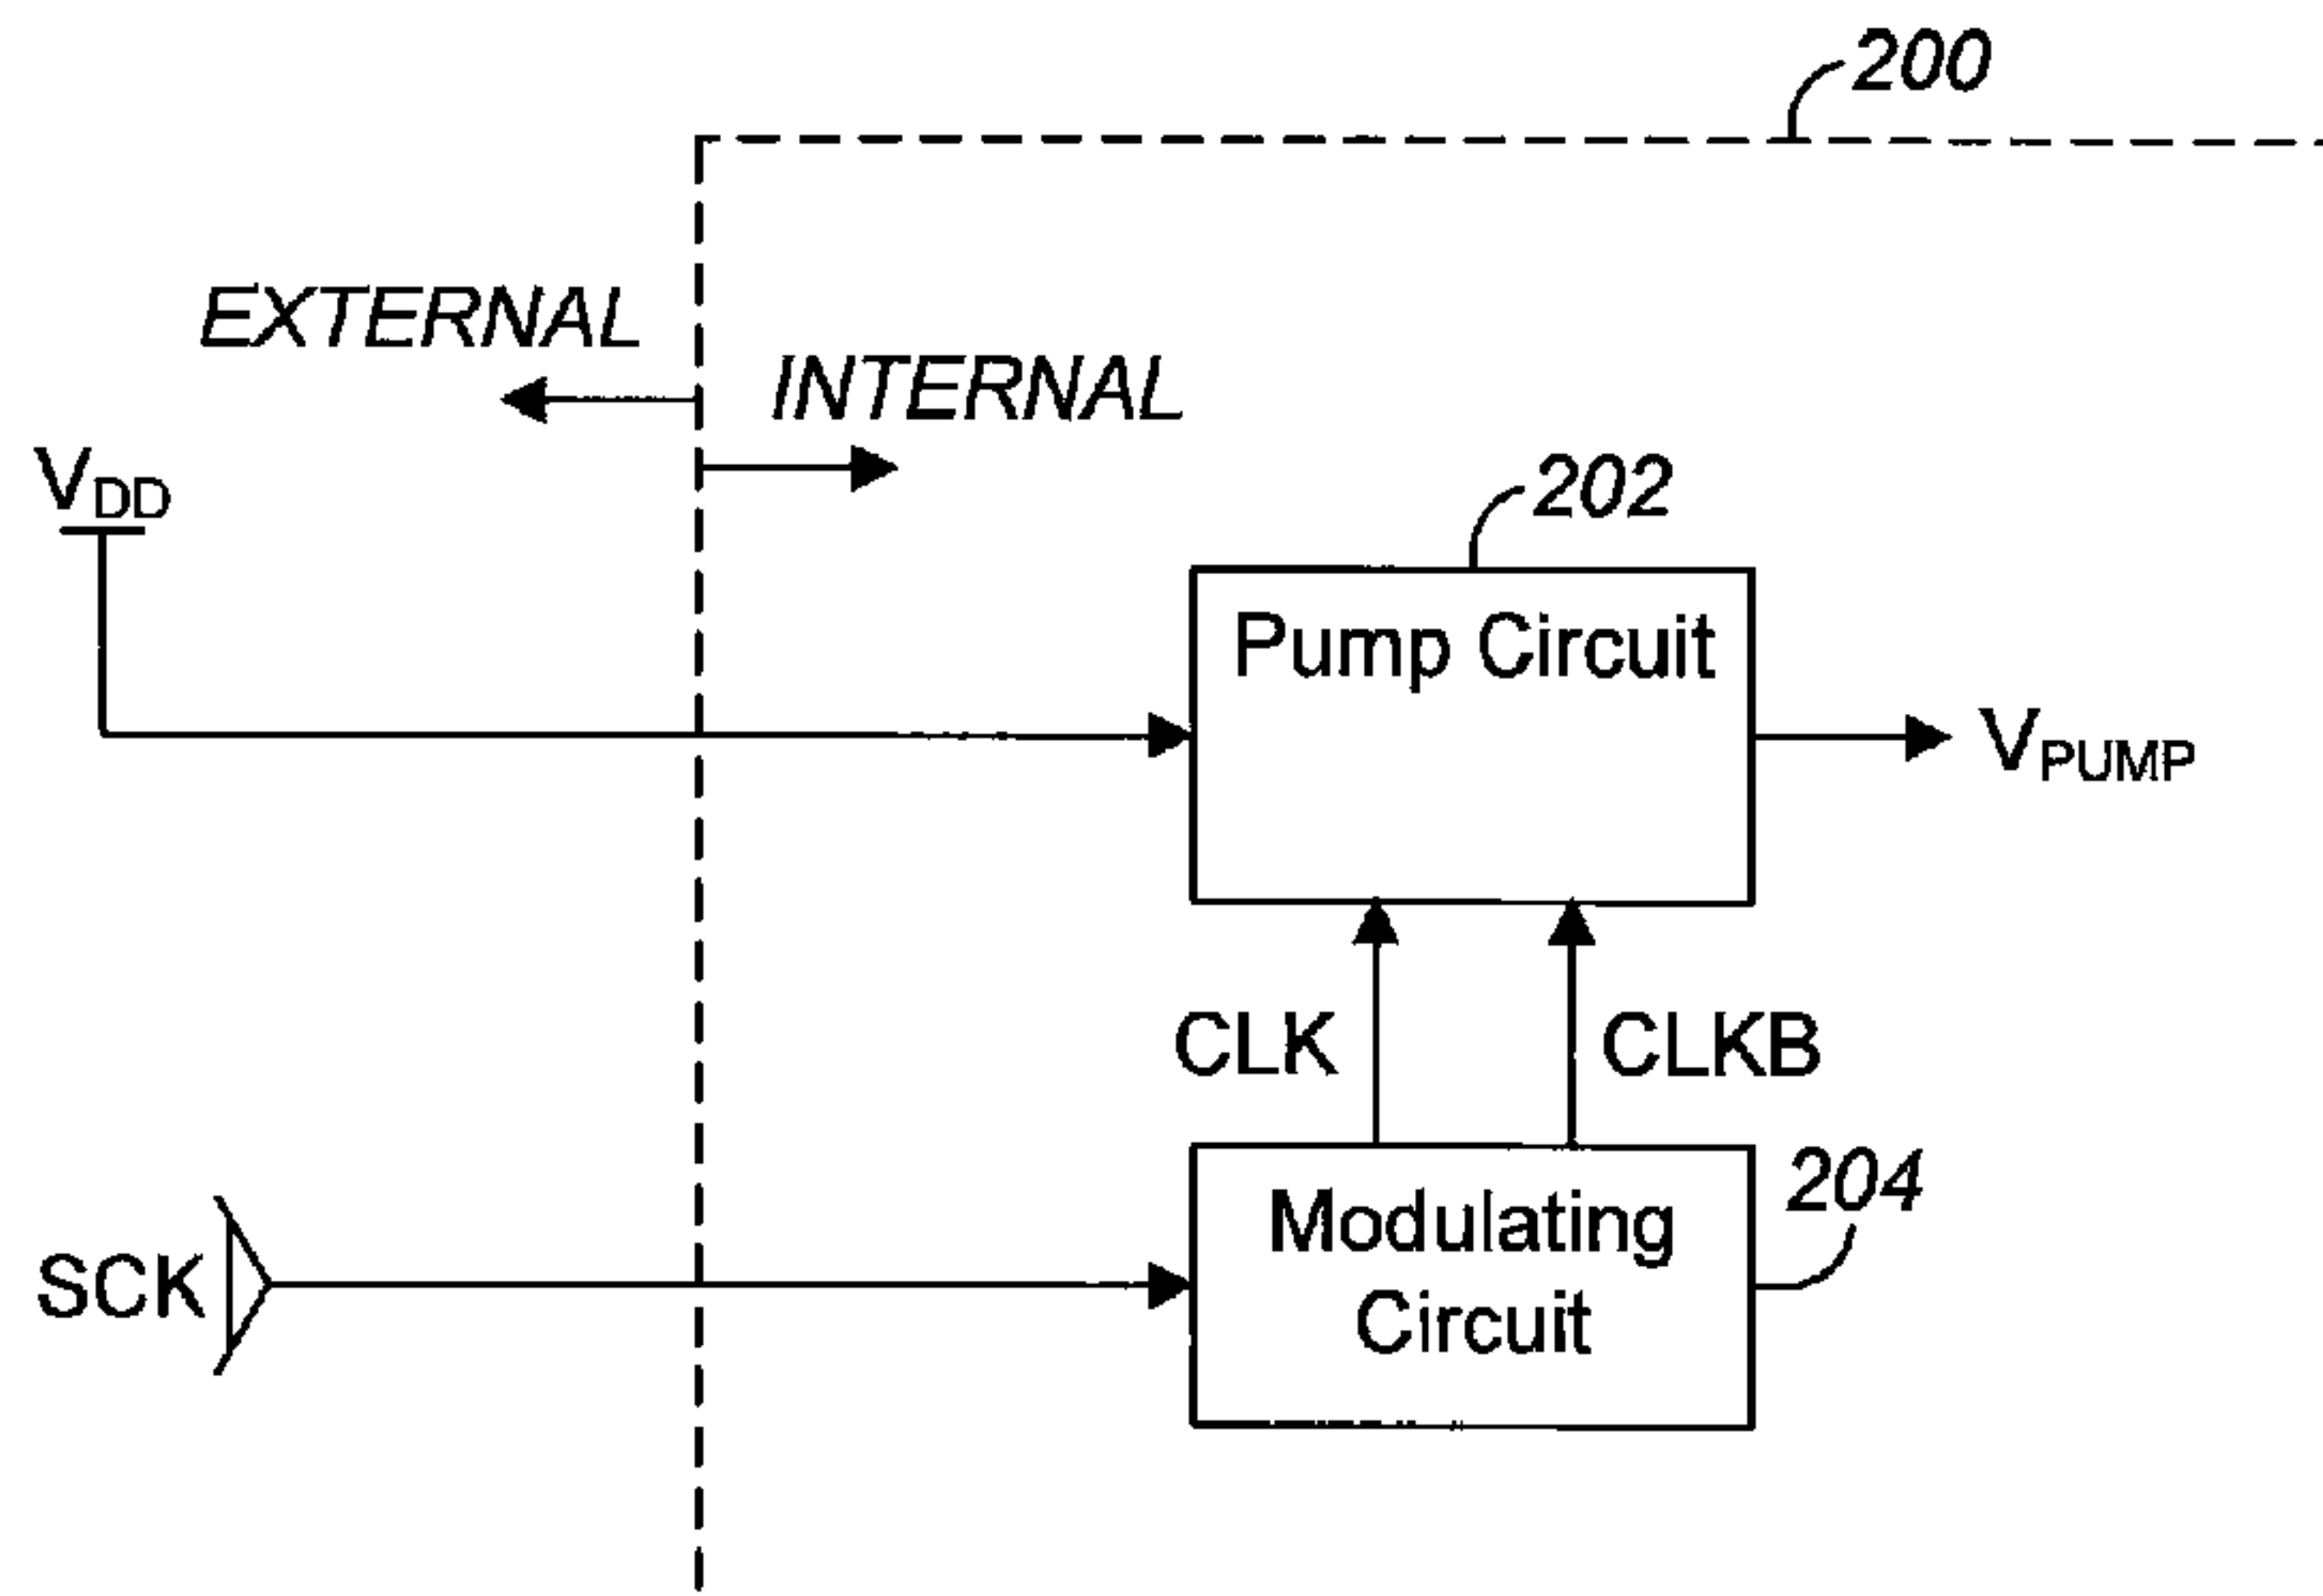 200
EXTERNAL
INTERNAL
VDD
202
Pump Circuit
VPUMP
CLK
CLKB
204
Modulating
Circuit
SCK